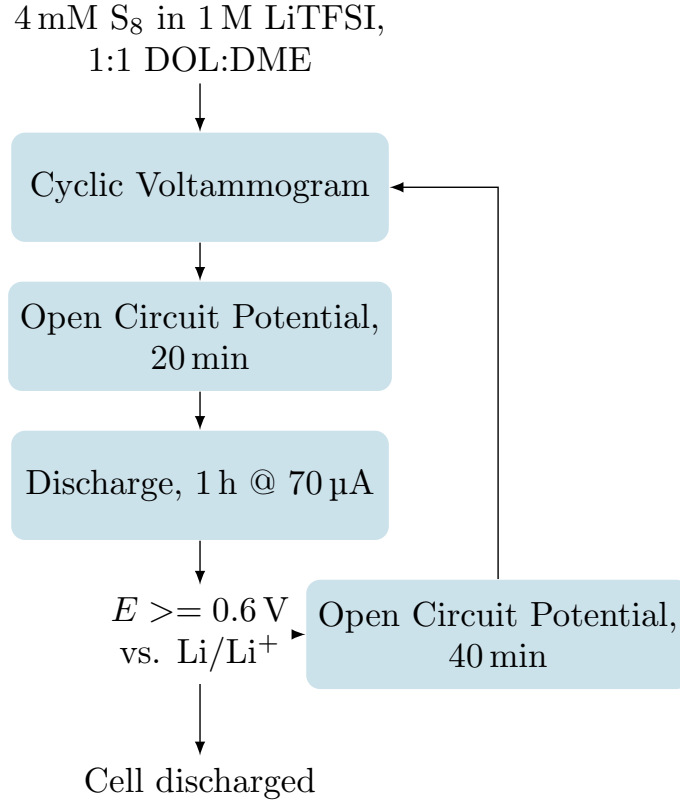 4 mM S₈ in 1 M LiTFSI,
1:1 DOL:DME
Cyclic Voltammogram
Open Circuit Potential,
20 min
Discharge, 1 h @ 70 µA
E >= 0.6 V
vs. Li/Li⁺
Open Circuit Potential,
40 min
Cell discharged